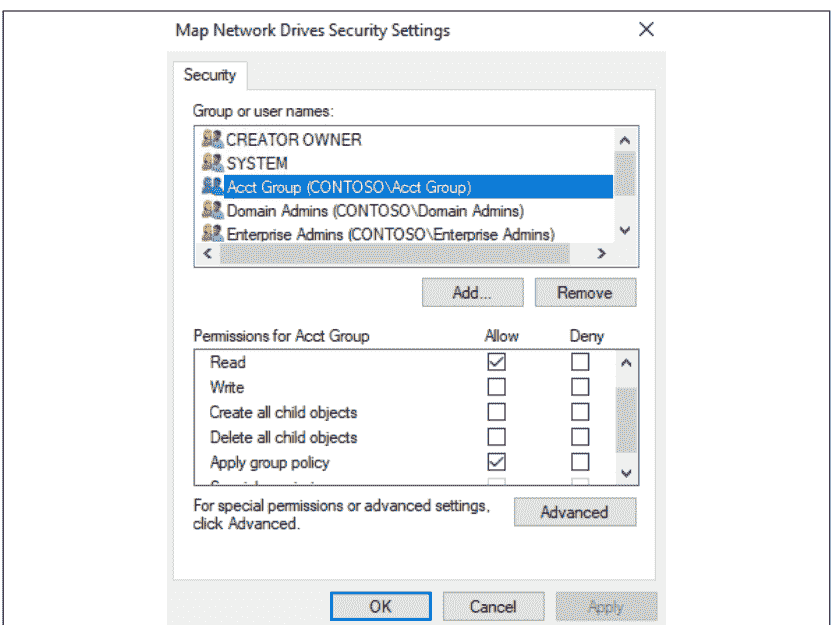 Map Network Drives Security Settings
Security
Group or user names:
CREATOR OWNER
SYSTEM
Acct Group (CONTOSO\Acct Group)
Domain Admins (CONTOSO\Domain Admins)
Enterprise Admins (CONTOSO\Enterprise Admins)
Add... Remove
Permissions for Acct Group Allow Deny
Read
Write
Create all child objects
Delete all child objects
Apply group policy
For special permissions or advanced settings,
click Advanced.
Advanced
OK Cancel Apply